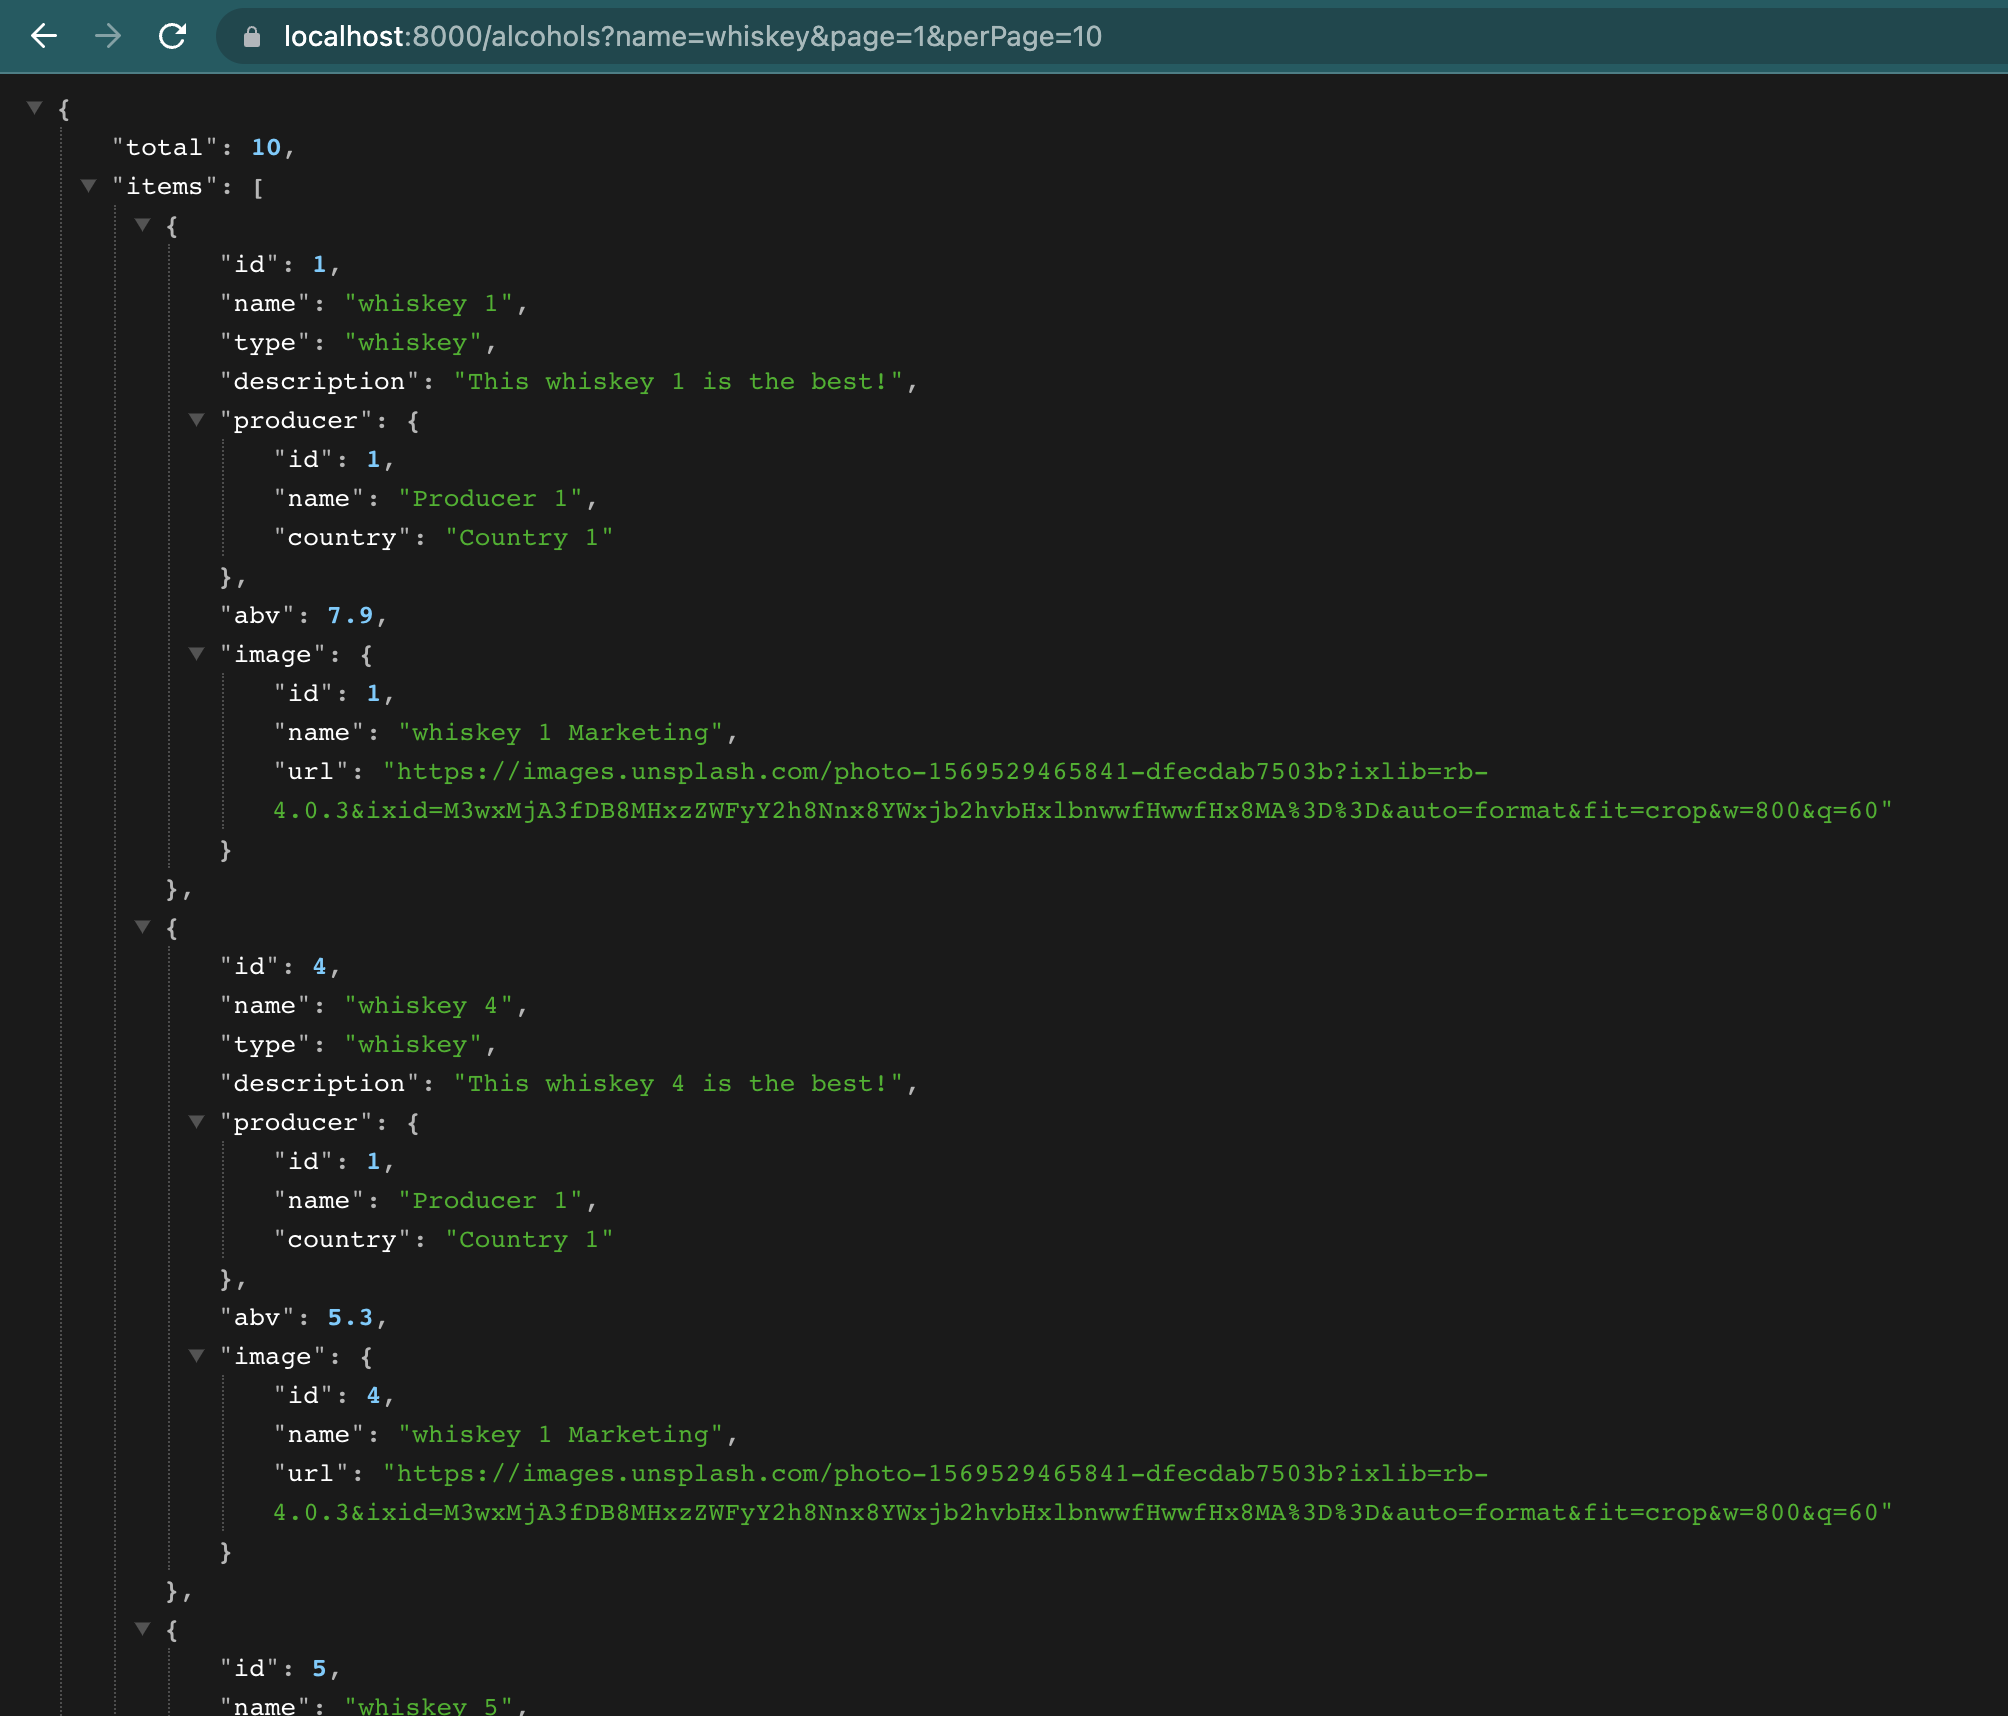 localhost:8000/alcohols?name=whiskey&page=1&perPage=10
{
"total": 10,
"items": [
{
"id": 1,
"name": "whiskey 1",
"type": "whiskey",
"description": "This whiskey 1 is the best!",
"producer": {
"id": 1,
"name": "Producer 1",
"country": "Country 1"
},
"abv": 7.9,
"image": {
"id": 1,
"name": "whiskey 1 Marketing",
"url": "https://images.unsplash.com/photo-1569529465841-dfecdab7503b?ixlib=rb-
4.0.3&ixid=M3wxMjA3fDB8MHxzZWFyY2h8Nnx8YWxjb2hvbHxlbnwwfHwwfHx8MA%3D%3D&auto=format&fit=crop&w=800&q=60"
}
},
{
"id": 4,
"name": "whiskey 4",
"type": "whiskey",
"description": "This whiskey 4 is the best!",
"producer": {
"id": 1,
"name": "Producer 1",
"country": "Country 1"
},
"abv": 5.3,
"image": {
"id": 4,
"name": "whiskey 1 Marketing",
"url": "https://images.unsplash.com/photo-1569529465841-dfecdab7503b?ixlib=rb-
4.0.3&ixid=M3wxMjA3fDB8MHxzZWFyY2h8Nnx8YWxjb2hvbHxlbnwwfHwwfHx8MA%3D%3D&auto=format&fit=crop&w=800&q=60"
}
},
{
"id": 5,
"name": "whiskey 5",